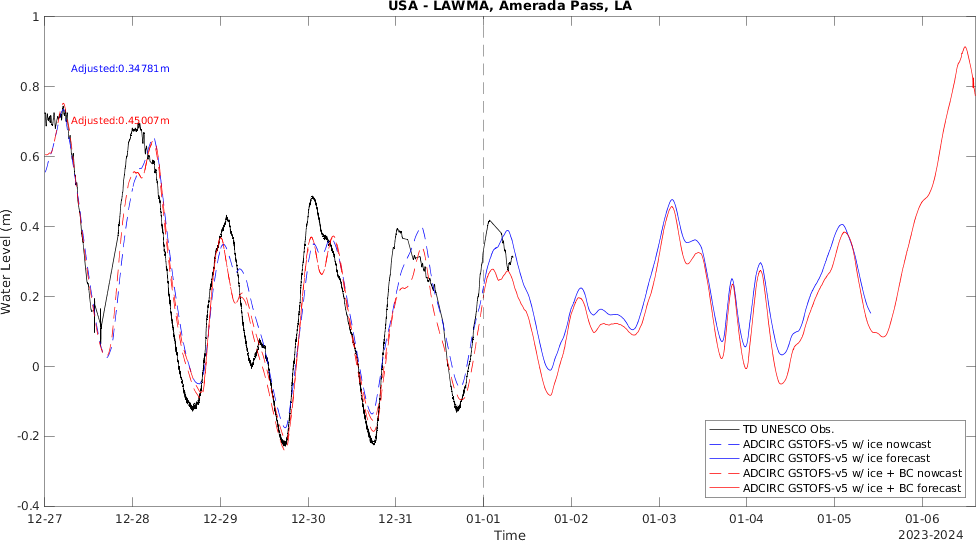 USA - LAWMA, Amerada Pass, LA
1
0.8
0.6
0.4
0.2
0
-0.2
-0.4
Water Level (m)
Adjusted:0.34781m
Adjusted:0.45007m
TD UNESCO Obs.
ADCIRC GSTOFS-v5 w/ ice nowcast
ADCIRC GSTOFS-v5 w/ ice forecast
ADCIRC GSTOFS-v5 w/ ice + BC nowcast
ADCIRC GSTOFS-v5 w/ ice + BC forecast
12-27 12-28 12-29 12-30 12-31 01-01 01-02 01-03 01-04 01-05 01-06
Time
2023-2024